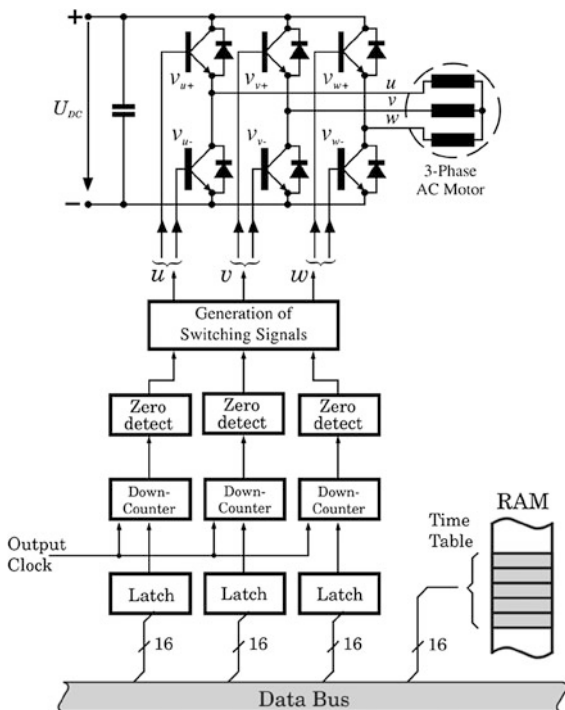 +
U_DC
−
v_u+
v_v+
v_w+
u
v
w
v_u-
v_v-
v_w-
3-Phase
AC Motor
u
v
w
Generation of
Switching Signals
Zero
detect
Zero
detect
Zero
detect
Down-
Counter
Down-
Counter
Down-
Counter
Output
Clock
Latch
Latch
Latch
RAM
Time
Table
16
16
16
16
Data Bus